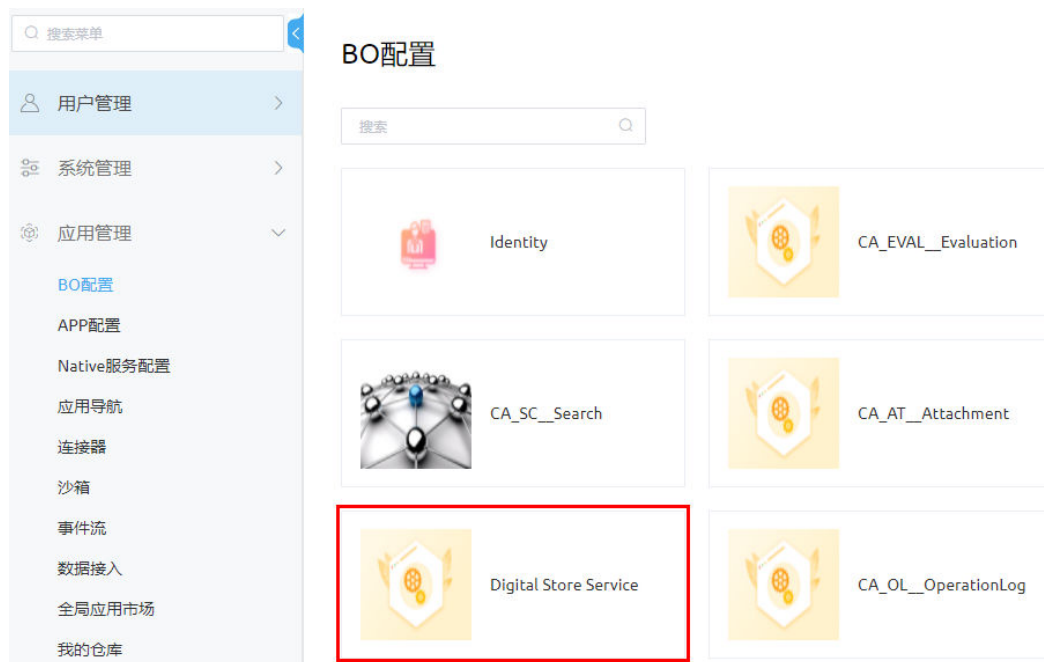 搜索菜单
用户管理
系统管理
应用管理
BO配置
APP配置
Native服务配置
应用导航
连接器
沙箱
事件流
数据接入
全局应用市场
我的仓库
BO配置
搜索
Identity
CA_EVAL__Evaluation
CA_SC__Search
CA_AT__Attachment
Digital Store Service
CA_OL__OperationLog